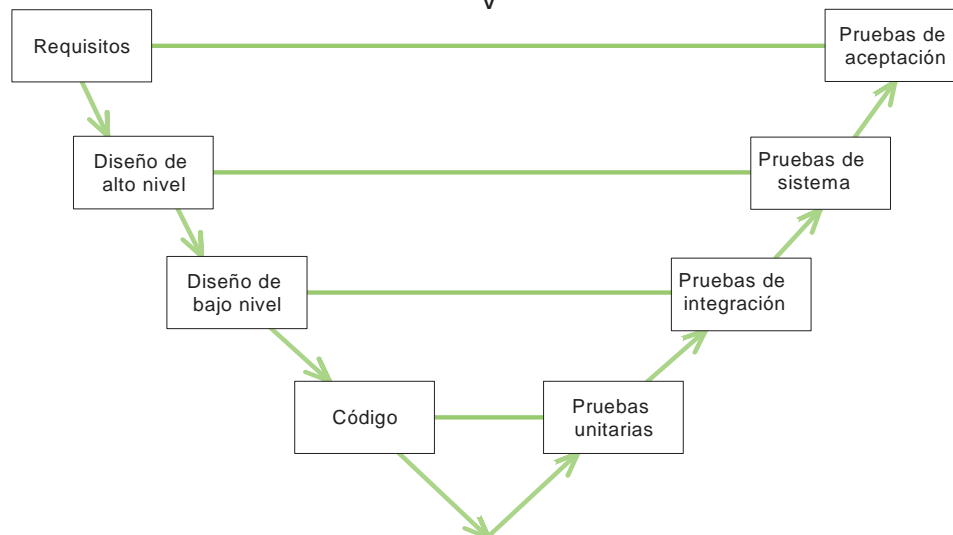 v
Requisitos
Pruebas de
aceptación
Diseño de
alto nivel
Pruebas de
sistema
Diseño de
bajo nivel
Pruebas de
integración
Código
Pruebas
unitarias